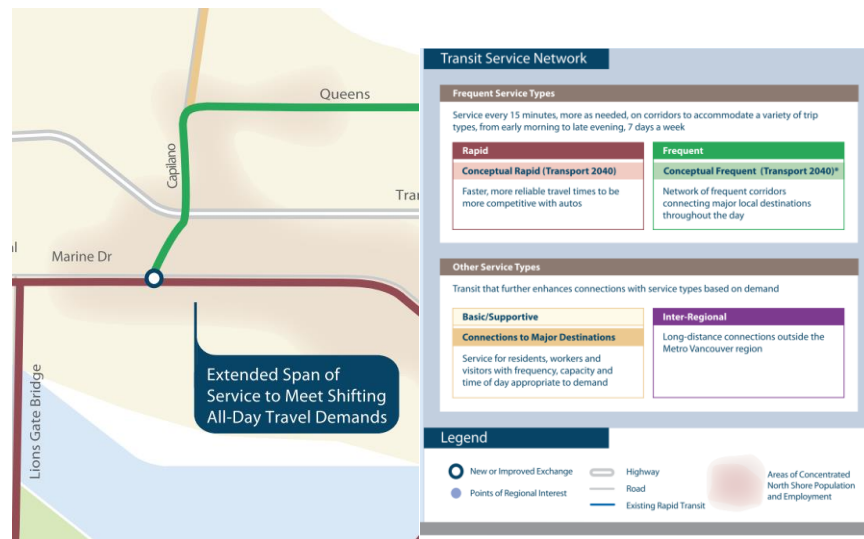 Queens
Capilano
Tra
l
Marine Dr
Extended Span of
Service to Meet Shifting
All-Day Travel Demands
Lions Gate Bridge
Transit Service Network
Frequent Service Types
Service every 15 minutes, more as needed, on corridors to accommodate a variety of trip
types, from early morning to late evening, 7 days a week
Rapid
Conceptual Rapid (Transport 2040)
Faster, more reliable travel times to be
more competitive with autos
Frequent
Conceptual Frequent (Transport 2040)*
Network of frequent corridors
connecting major local destinations
throughout the day
Other Service Types
Transit that further enhances connections with service types based on demand
Basic/Supportive
Connections to Major Destinations
Service for residents, workers and
visitors with frequency, capacity and
time of day appropriate to demand
Inter-Regional
Long-distance connections outside the
Metro Vancouver region
Legend
New or Improved Exchange
Points of Regional Interest
Highway
Road
Existing Rapid Transit
Areas of Concentrated
North Shore Population
and Employment